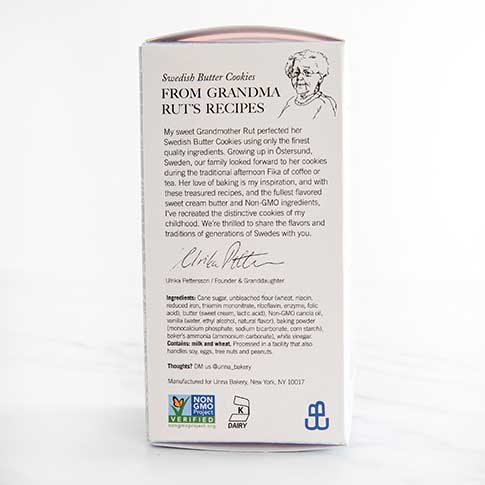 Swedish Butter Cookies
FROM GRANDMA
RUT'S RECIPES
My sweet Grandmother Rut perfected her
Swedish Butter Cookies using only the finest
quality ingredients. Growing up in Östersund,
Sweden, our family looked forward to her cookies
during the traditional afternoon Fika of coffee or
tea. Her love of baking is my inspiration, and with
these treasured recipes, and the fullest flavored
sweet cream butter and Non-GMO ingredients,
I've recreated the distinctive cookies of my
childhood. We're thrilled to share the flavors and
traditions of generations of Swedes with you.
Ulrika Petters
Ulrika Pettersson / Founder & Granddaughter
Ingredients: Cane sugar, unbleached flour (wheat, niacin,
reduced iron, thiamin mononitrate, riboflavin, enzyme, folic
acid), butter (sweet cream, lactic acid), Non-GMO canola oil,
vanilla (water, ethyl alcohol, natural flavor), baking powder
(monocalcium phosphate, sodium bicarbonate, corn starch),
baker's ammonia (ammonium carbonate), white vinegar.
Contains: milk and wheat. Processed in a facility that also
handles soy, eggs, tree nuts and peanuts.
Thoughts? DM us @unna_bakery
Manufactured for Unna Bakery, New York, NY 10017
NON
GMO
Project
VERIFIED
nongmoproject.org
K
DAIRY